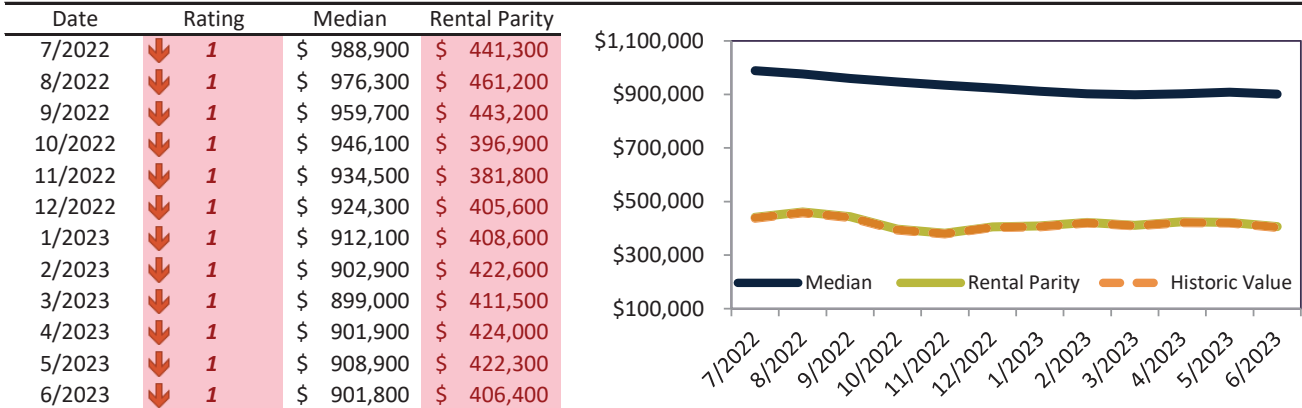 Date Rating Median Rental Parity
7/2022 1 $ 988,900 $ 441,300
8/2022 1 $ 976,300 $ 461,200
9/2022 1 $ 959,700 $ 443,200
10/2022 1 $ 946,100 $ 396,900
11/2022 1 $ 934,500 $ 381,800
12/2022 1 $ 924,300 $ 405,600
1/2023 1 $ 912,100 $ 408,600
2/2023 1 $ 902,900 $ 422,600
3/2023 1 $ 899,000 $ 411,500
4/2023 1 $ 901,900 $ 424,000
5/2023 1 $ 908,900 $ 422,300
6/2023 1 $ 901,800 $ 406,400
$1,100,000
$900,000
$700,000
$500,000
$300,000
$100,000
Median Rental Parity Historic Value
7/2022 8/2022 9/2022 10/2022 11/2022 12/2022 1/2023 2/2023 3/2023 4/2023 5/2023 6/2023